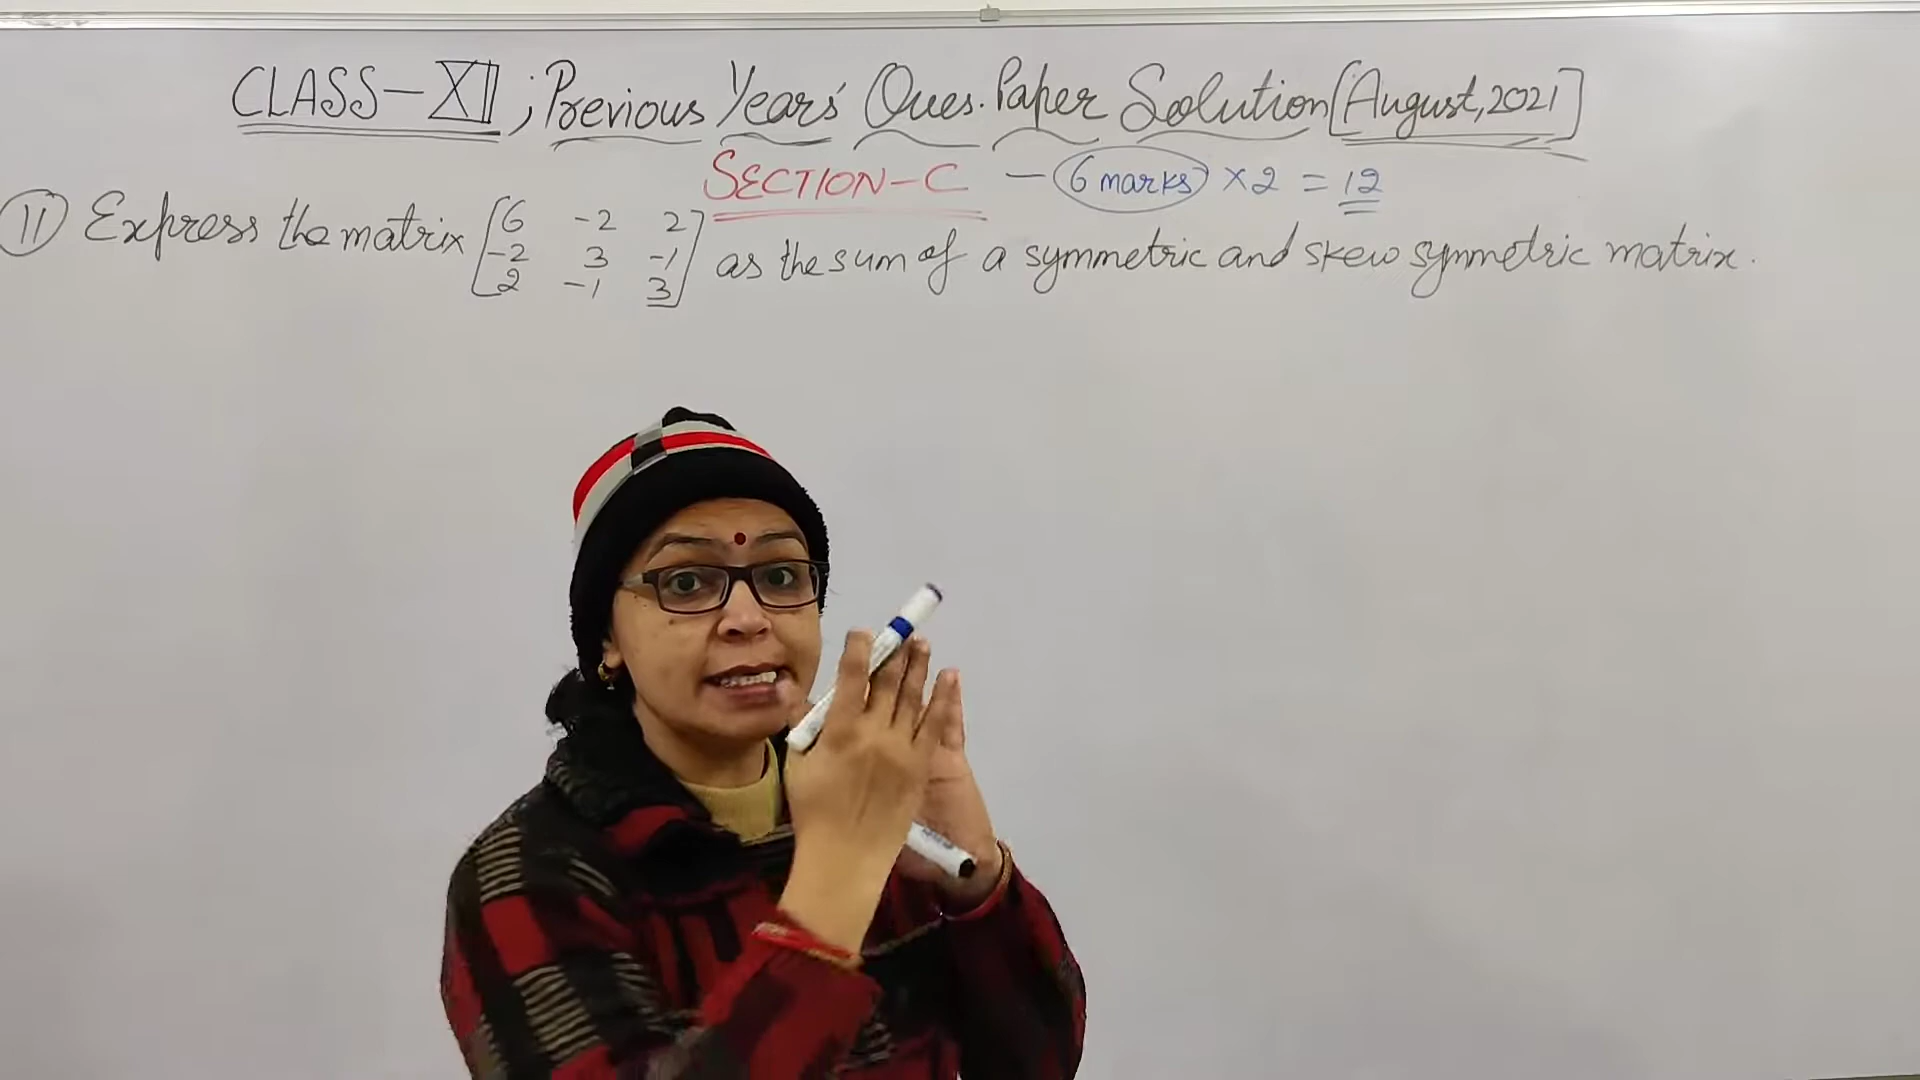 CLASS-XII ; Previous Years' Ques. Paper Solution [August, 2021]
SECTION-C - 6 marks × 2 = 12
11 Express the matrix [6 -2 2
-2 3 -1
2 -1 3] as the sum of a symmetric and skew symmetric matrix.